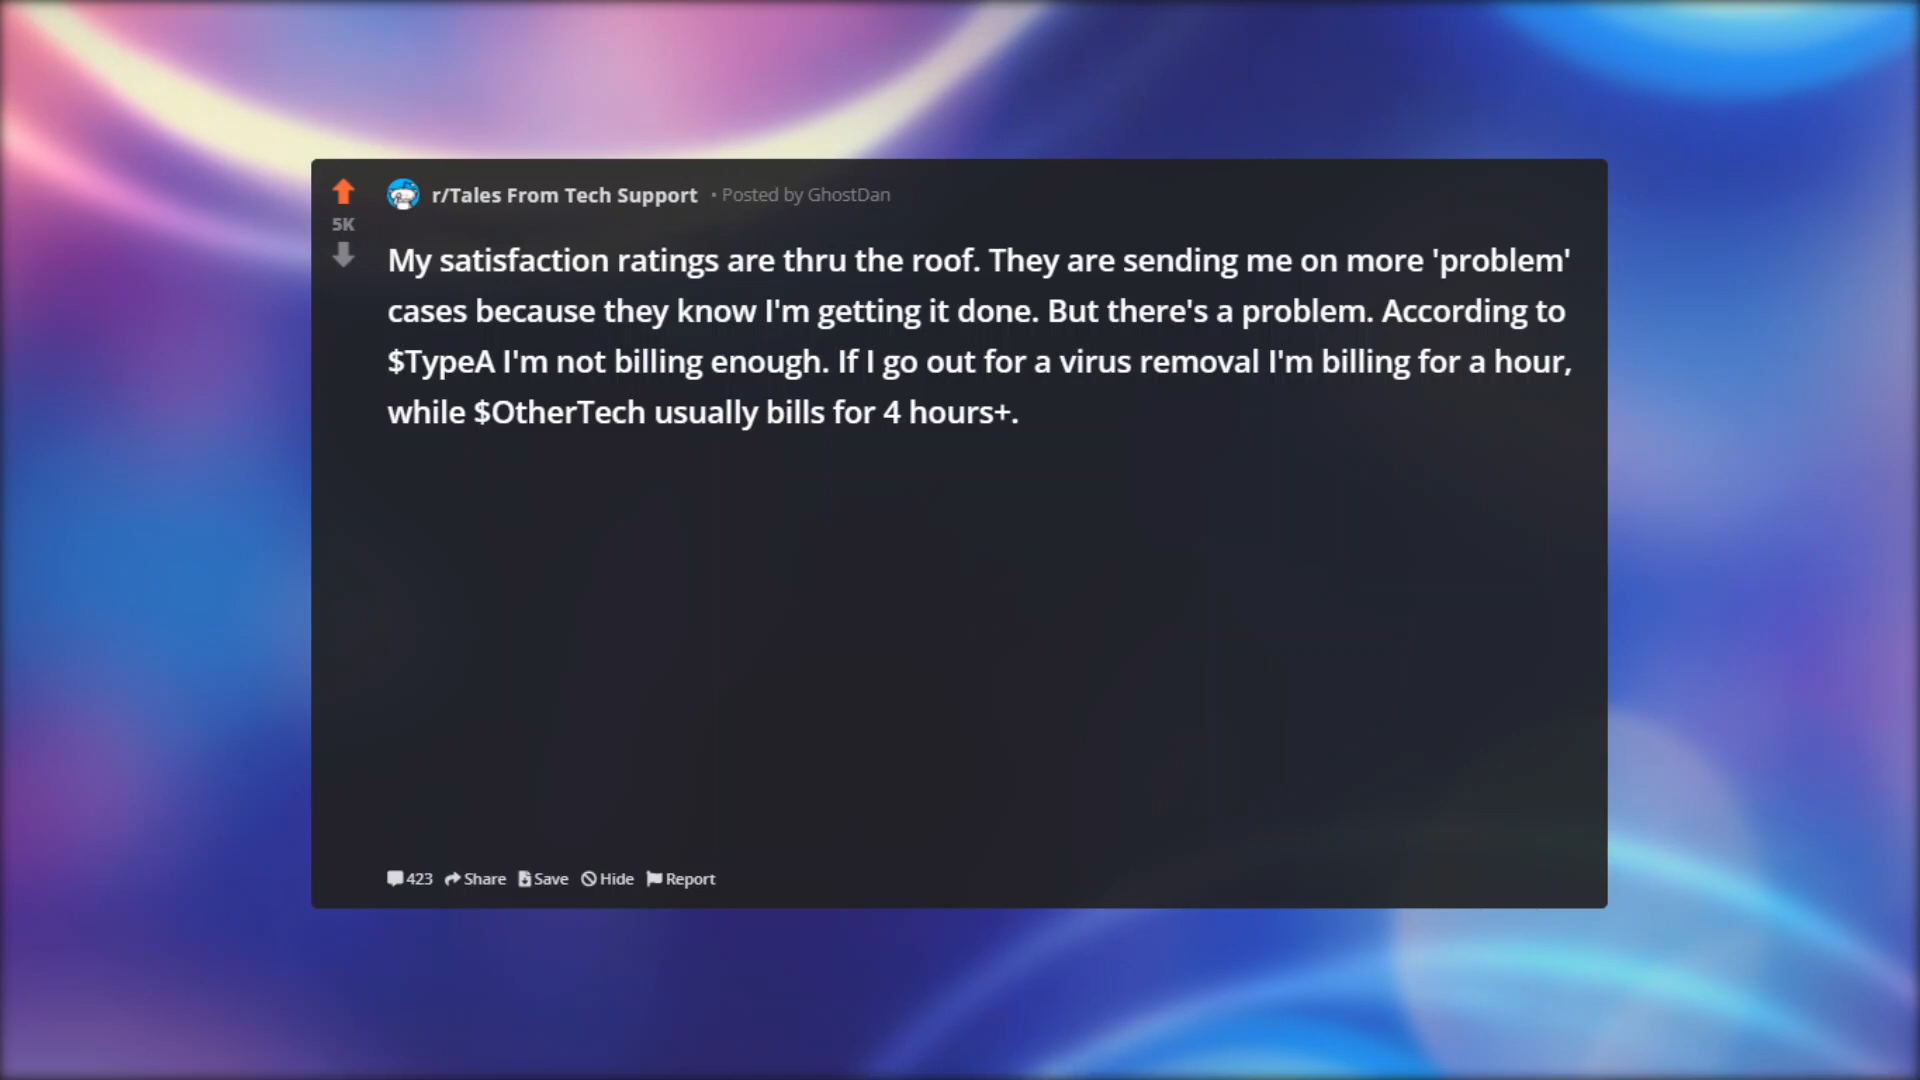 r/Tales From Tech Support · Posted by GhostDan
5K
My satisfaction ratings are thru the roof. They are sending me on more 'problem'
cases because they know I'm getting it done. But there's a problem. According to
$TypeA I'm not billing enough. If I go out for a virus removal I'm billing for a hour,
while $OtherTech usually bills for 4 hours+.
423 Share Save Hide Report